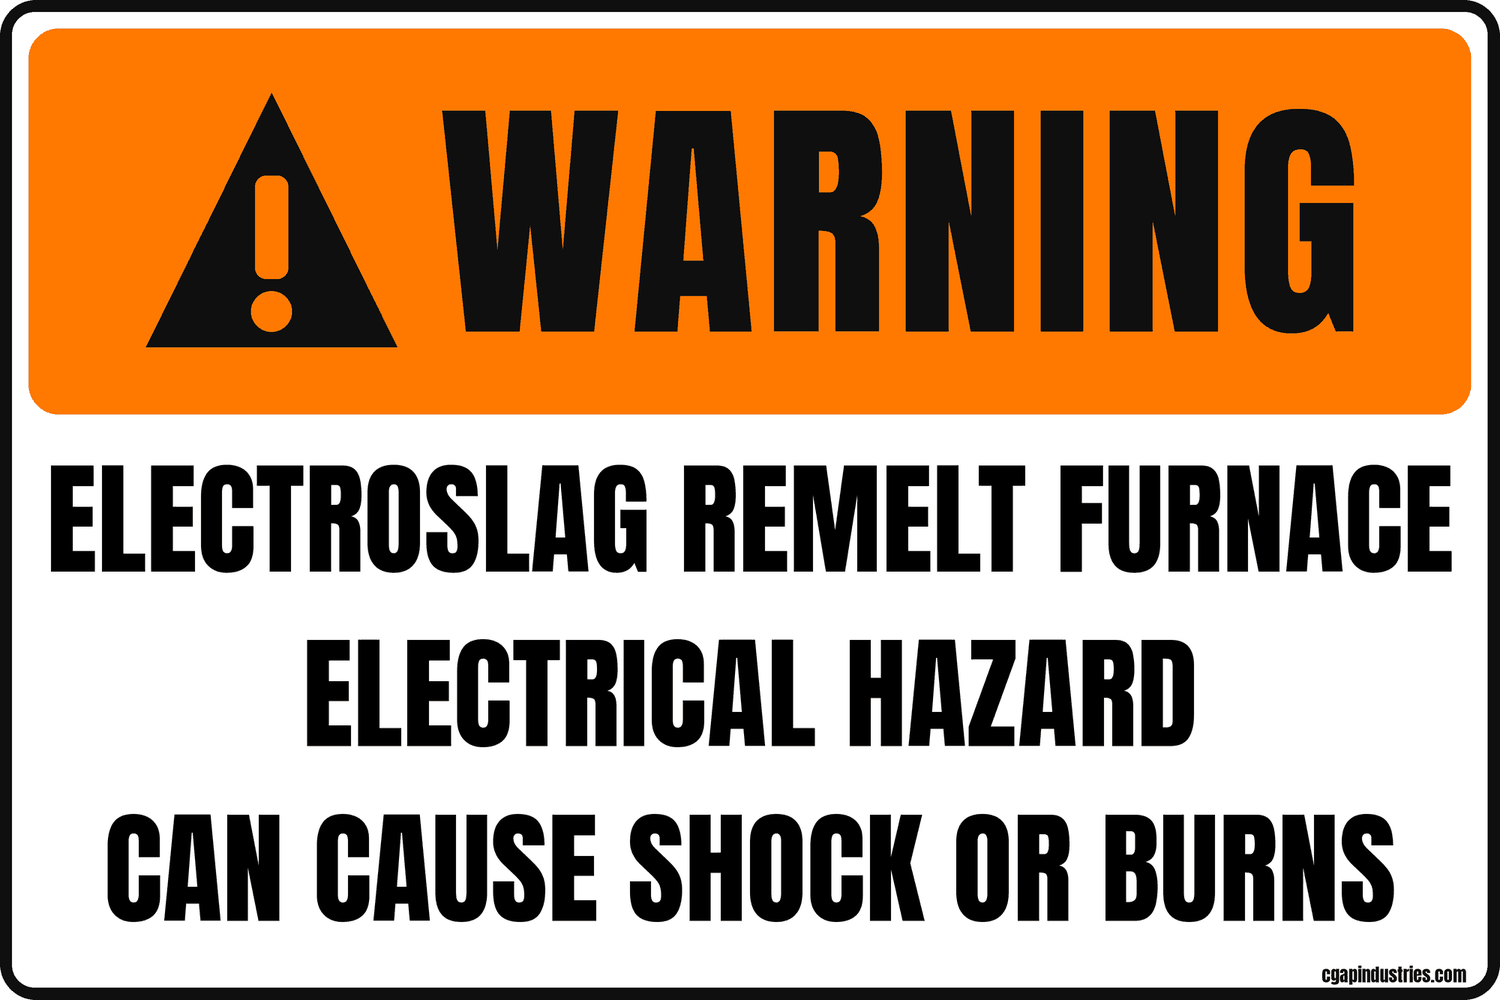 WARNING
ELECTROSLAG REMELT FURNACE
ELECTRICAL HAZARD
CAN CAUSE SHOCK OR BURNS
cgapindustries.com